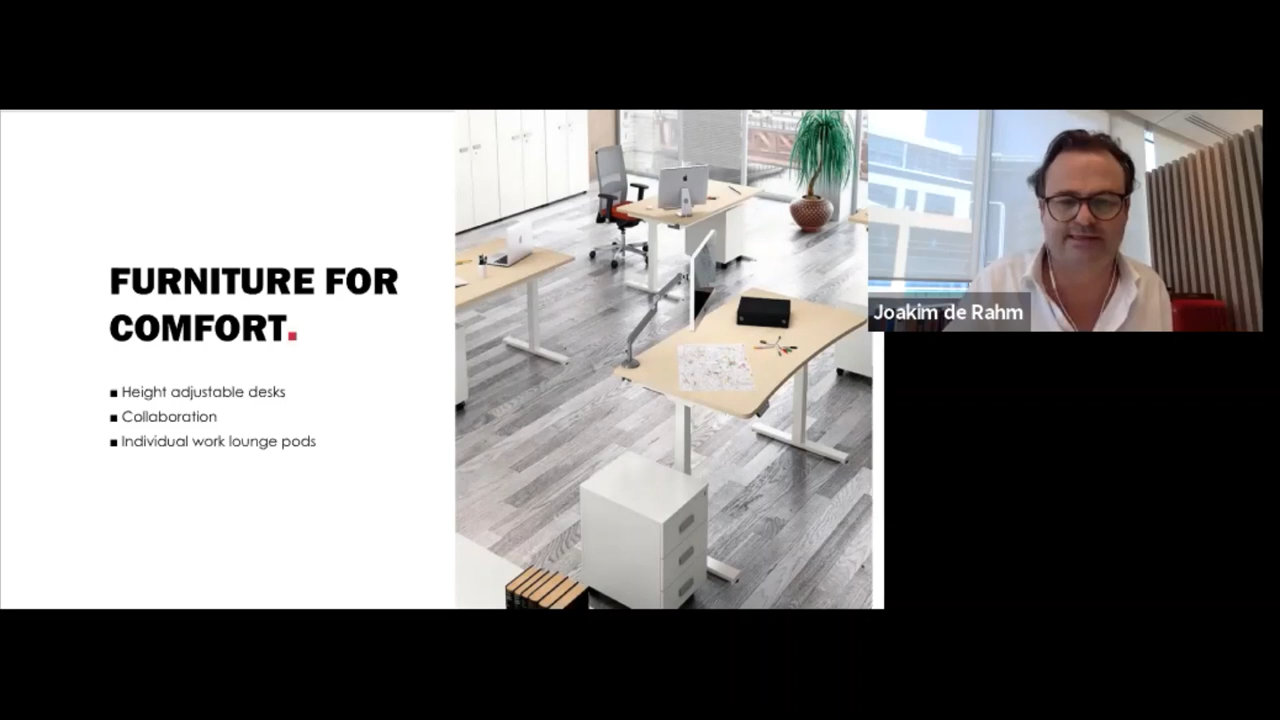 FURNITURE FOR
COMFORT.
■ Height adjustable desks
■ Collaboration
■ Individual work lounge pods
Joakim de Rahm